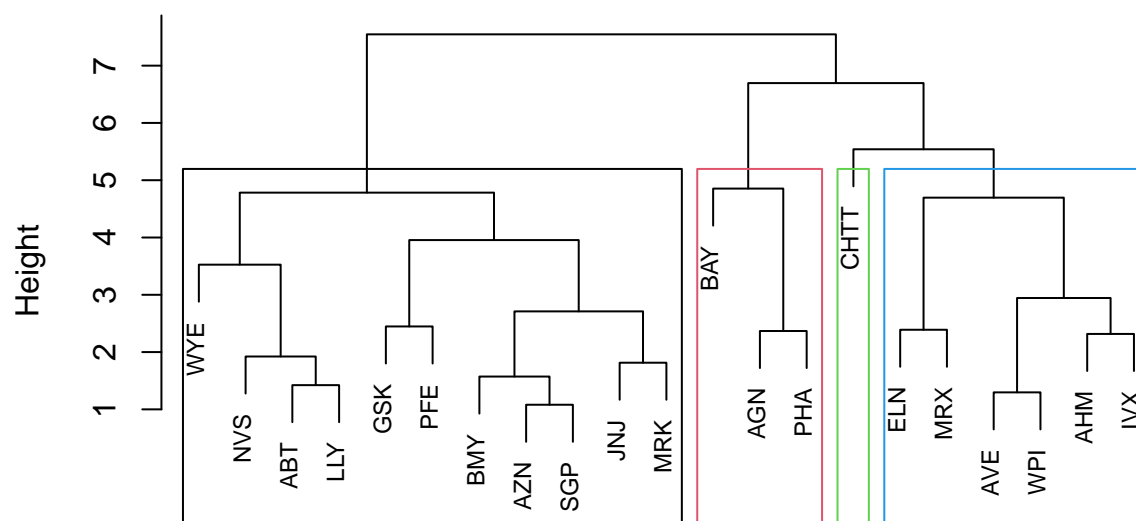 Height
7
6
5
4
3
2
1
WYE
NVS
ABT
LLY
GSK
PFE
BMY
AZN
SGP
JNJ
MRK
BAY
AGN
PHA
CHTT
ELN
MRX
AVE
WPI
AHM
IVX